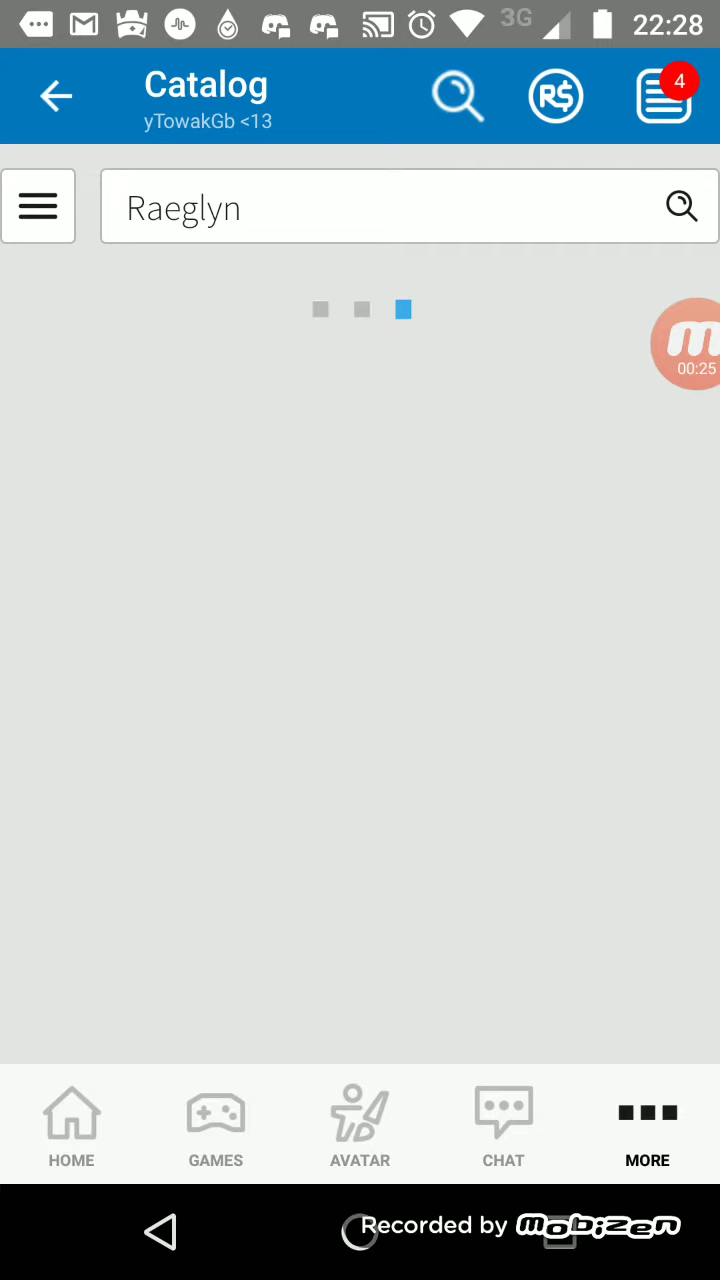 3G 22:28
Catalog
yTowakGb <13
R$
4
Raeglyn
m
00:25
HOME GAMES AVATAR CHAT MORE
Recorded by mobizen